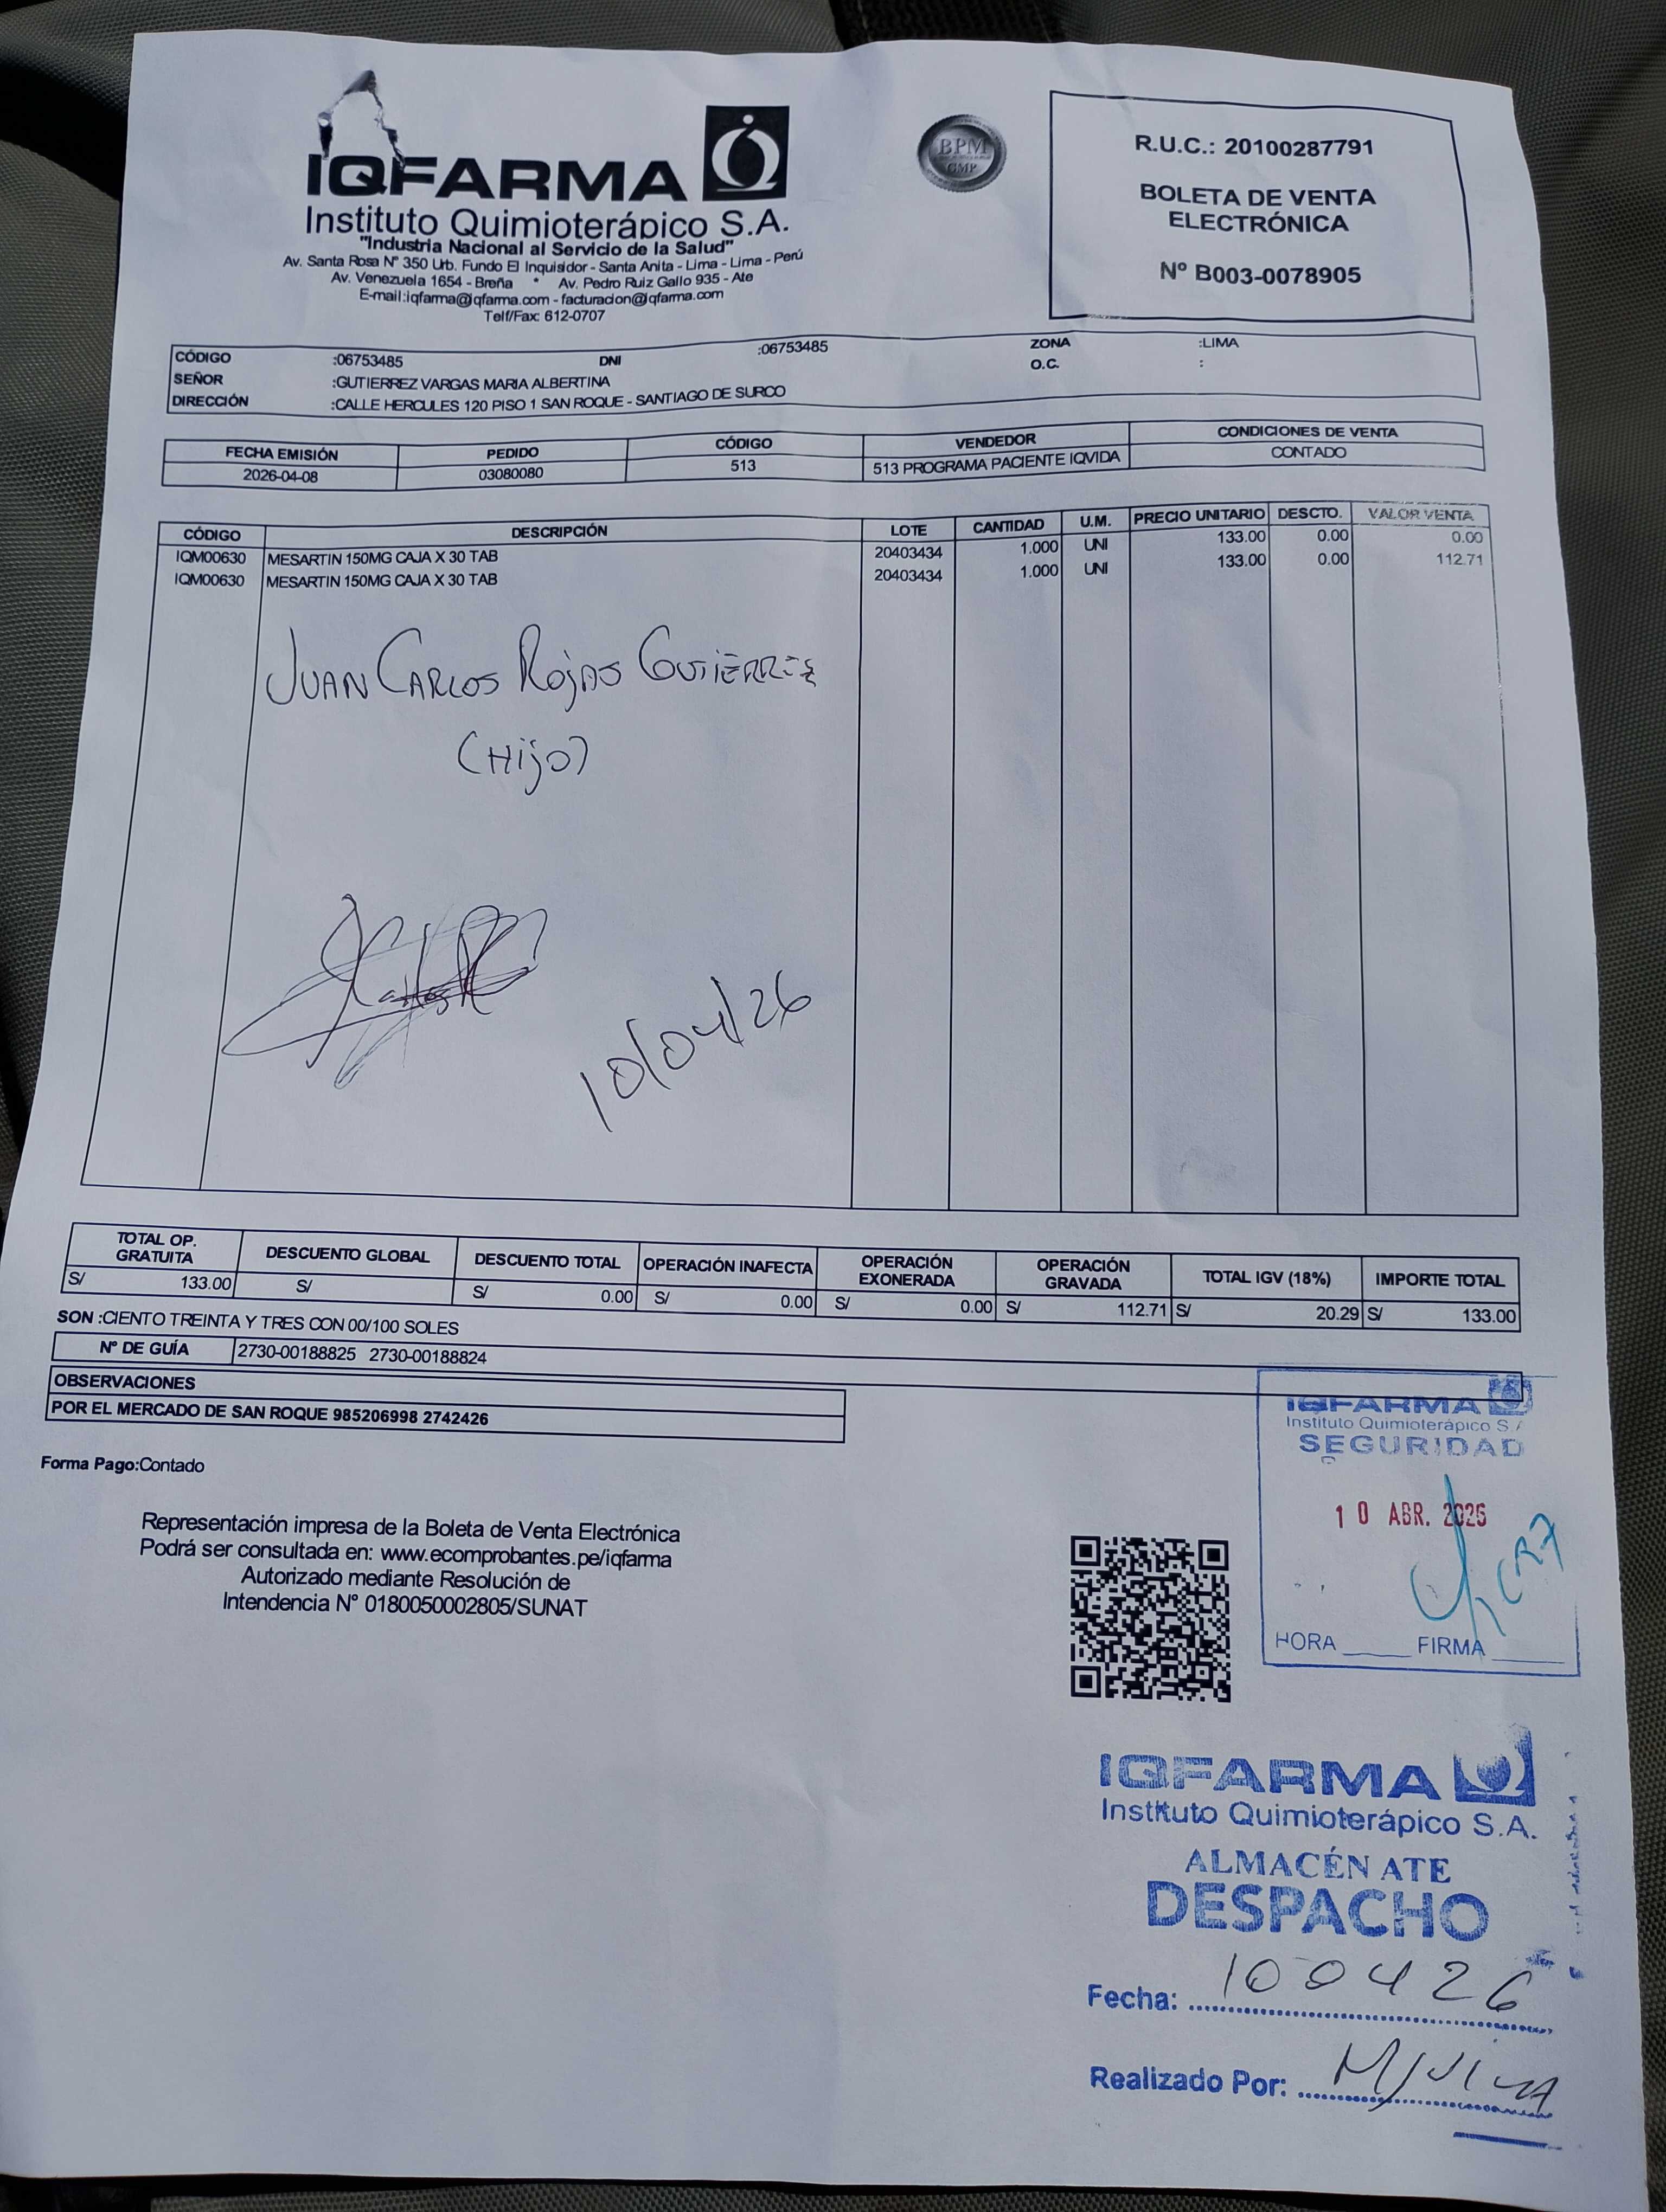 IQFARMA
Instituto Quimioterápico S.A.
"Industria Nacional al Servicio de la Salud"
Av. Santa Rosa Nº 350 Urb. Fundo El Inquisidor - Santa Anita - Lima - Lima - Perú
Av. Venezuela 1654 - Breña * Av. Pedro Ruiz Gallo 935 - Ate
E-mail:iqfarma@iqfarma.com - facturacion@iqfarma.com
Telf/Fax: 612-0707
BPM
GMP
R.U.C.: 20100287791
BOLETA DE VENTA
ELECTRÓNICA
Nº B003-0078905
CÓDIGO :06753485 DNI :06753485 ZONA :LIMA
SEÑOR :GUTIERREZ VARGAS MARIA ALBERTINA O.C. :
DIRECCIÓN :CALLE HERCULES 120 PISO 1 SAN ROQUE - SANTIAGO DE SURCO
FECHA EMISIÓN PEDIDO CÓDIGO VENDEDOR CONDICIONES DE VENTA
2026-04-08 03080080 513 513 PROGRAMA PACIENTE IQVIDA CONTADO
CÓDIGO DESCRIPCIÓN LOTE CANTIDAD U.M. PRECIO UNITARIO DESCTO. VALOR VENTA
IQM00630 MESARTIN 150MG CAJA X 30 TAB 20403434 1.000 UNI 133.00 0.00 0.00
IQM00630 MESARTIN 150MG CAJA X 30 TAB 20403434 1.000 UNI 133.00 0.00 112.71
JUAN CARLOS ROJAS GUTIÉRREZ
(Hijo)
10/04/26
TOTAL OP. GRATUITA DESCUENTO GLOBAL DESCUENTO TOTAL OPERACIÓN INAFECTA OPERACIÓN EXONERADA OPERACIÓN GRAVADA TOTAL IGV (18%) IMPORTE TOTAL
S/ 133.00 S/ S/ 0.00 S/ 0.00 S/ 0.00 S/ 112.71 S/ 20.29 S/ 133.00
SON :CIENTO TREINTA Y TRES CON 00/100 SOLES
Nº DE GUÍA 2730-00188825 2730-00188824
OBSERVACIONES
POR EL MERCADO DE SAN ROQUE 985206998 2742426
Forma Pago:Contado
Representación impresa de la Boleta de Venta Electrónica
Podrá ser consultada en: www.ecomprobantes.pe/iqfarma
Autorizado mediante Resolución de
Intendencia Nº 0180050002805/SUNAT
IQFARMA
Instituto Quimioterápico S A
SEGURIDAD
10 ABR. 2026
HORA FIRMA
IQFARMA
Instituto Quimioterápico S.A.
ALMACÉN ATE
DESPACHO
Fecha: 100426
Realizado Por: